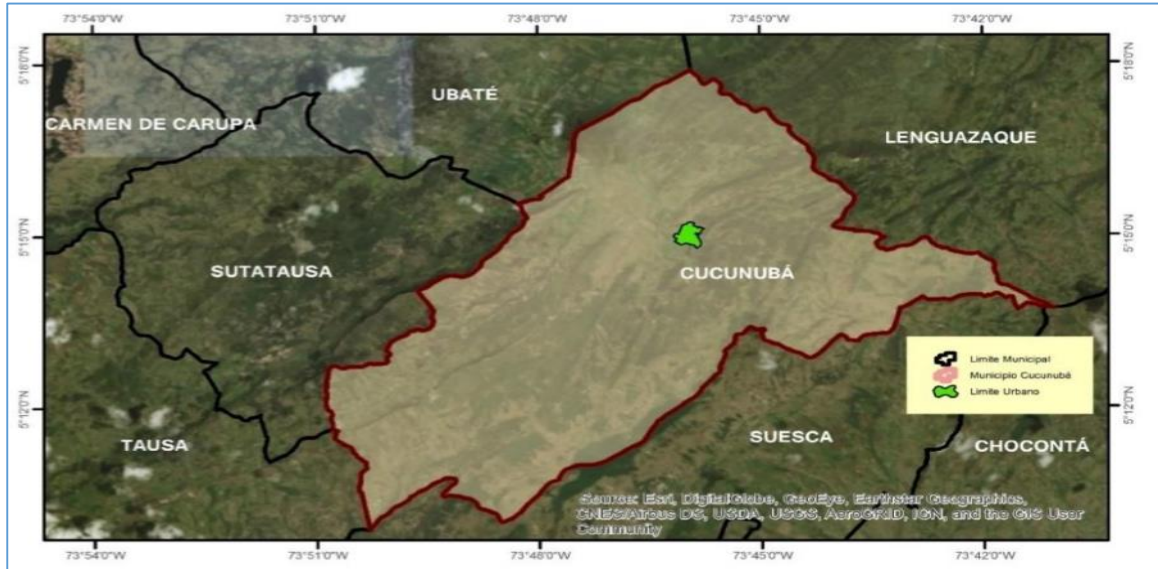 73°54'0"W 73°51'0"W 73°48'0"W 73°45'0"W 73°42'0"W
5°18'0"N
5°18'0"N
UBATÉ
CARMEN DE CARUPA
LENGUAZAQUE
5°15'0"N
5°15'0"N
SUTATAUSA
CUCUNUBÁ
Limite Municipal
Municipio Cucunubá
Limite Urbano
5°12'0"N
5°12'0"N
TAUSA
SUESCA
CHOCONTÁ
Source: Esri, DigitalGlobe, GeoEye, Earthstar Geographics,
CNES/Airbus DS, USDA, USGS, AeroGRID, IGN, and the GIS User
Community
73°54'0"W 73°51'0"W 73°48'0"W 73°45'0"W 73°42'0"W